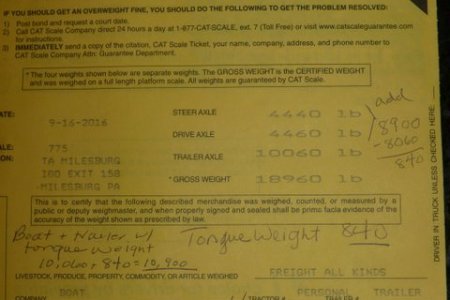 IF YOU SHOULD GET AN OVERWEIGHT FINE, YOU SHOULD DO THE FOLLOWING TO GET THE PROBLEM RESOLVED:
1) Post bond and request a court date.
2) Call CAT Scale Company direct 24 hours a day at 1-877-CAT-SCALE, ext. 7 (Toll Free) or visit www.catscaleguarantee.com
for instructions.
3) IMMEDIATELY send a copy of the citation, CAT Scale Ticket, your name, company, address, and phone number to
CAT Scale Company Attn: Guarantee Department.
* The four weights shown below are separate weights. The GROSS WEIGHT is the CERTIFIED WEIGHT
and was weighed on a full length platform scale. All weights are guaranteed by CAT Scale.
add
ATE: 9-16-2016
STEER AXLE 4440 lb
DRIVE AXLE 4460 lb
8900
-8060
840
ALE: 775
ON: TA MILESBURG
TRAILER AXLE 10060 lb
I80 EXIT 158
MILESBURG PA
* GROSS WEIGHT 18960 lb
DRIVER IN TRUCK UNLESS CHECKED HERE:
This is to certify that the following described merchandise was weighed, counted, or measured by a
public or deputy weighmaster, and when properly signed and sealed shall be prime facia evidence of the
accuracy of the weight shown as prescribed by law.
Boat + trailer w/
tongue weight
Tongue Weight 840
10,060 + 840 = 10,900
FREIGHT ALL KINDS
LIVESTOCK, PRODUCE, PROPERTY, COMMODITY, OR ARTICLE WEIGHED
BOAT
PERSONAL TRAILER
COMPANY
TRACTOR #
TRAILER #